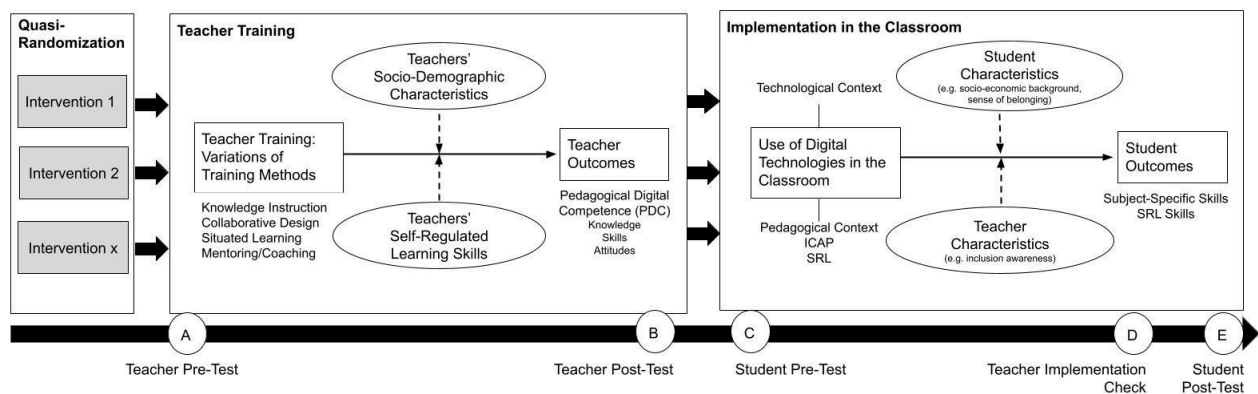 Quasi-
Randomization
Intervention 1
Intervention 2
Intervention x
Teacher Training
Teachers'
Socio-Demographic
Characteristics
Teacher Training:
Variations of
Training Methods
Knowledge Instruction
Collaborative Design
Situated Learning
Mentoring/Coaching
Teachers'
Self-Regulated
Learning Skills
Teacher
Outcomes
Pedagogical Digital
Competence (PDC)
Knowledge
Skills
Attitudes
Implementation in the Classroom
Technological Context
Use of Digital
Technologies in the
Classroom
Pedagogical Context
ICAP
SRL
Student
Characteristics
(e.g. socio-economic background,
sense of belonging)
Teacher
Characteristics
(e.g. inclusion awareness)
Student
Outcomes
Subject-Specific Skills
SRL Skills
A
Teacher Pre-Test
B
Teacher Post-Test
C
Student Pre-Test
D
Teacher Implementation
Check
E
Student
Post-Test